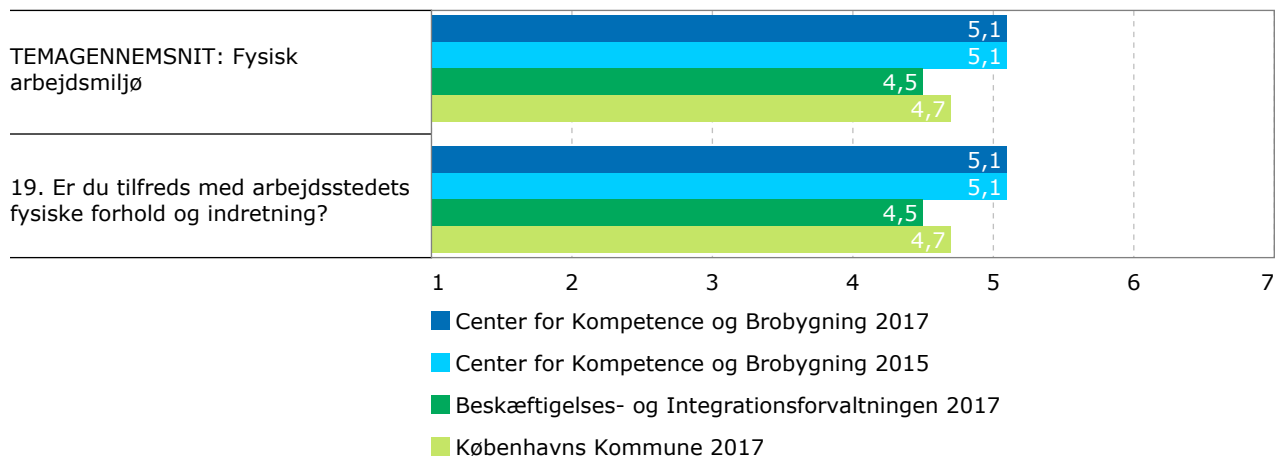 TEMAGENNEMSNIT: Fysisk
arbejdsmiljø
5,1
5,1
4,5
4,7
19. Er du tilfreds med arbejdsstedets
fysiske forhold og indretning?
5,1
5,1
4,5
4,7
1 2 3 4 5 6 7
Center for Kompetence og Brobygning 2017
Center for Kompetence og Brobygning 2015
Beskæftigelses- og Integrationsforvaltningen 2017
Københavns Kommune 2017